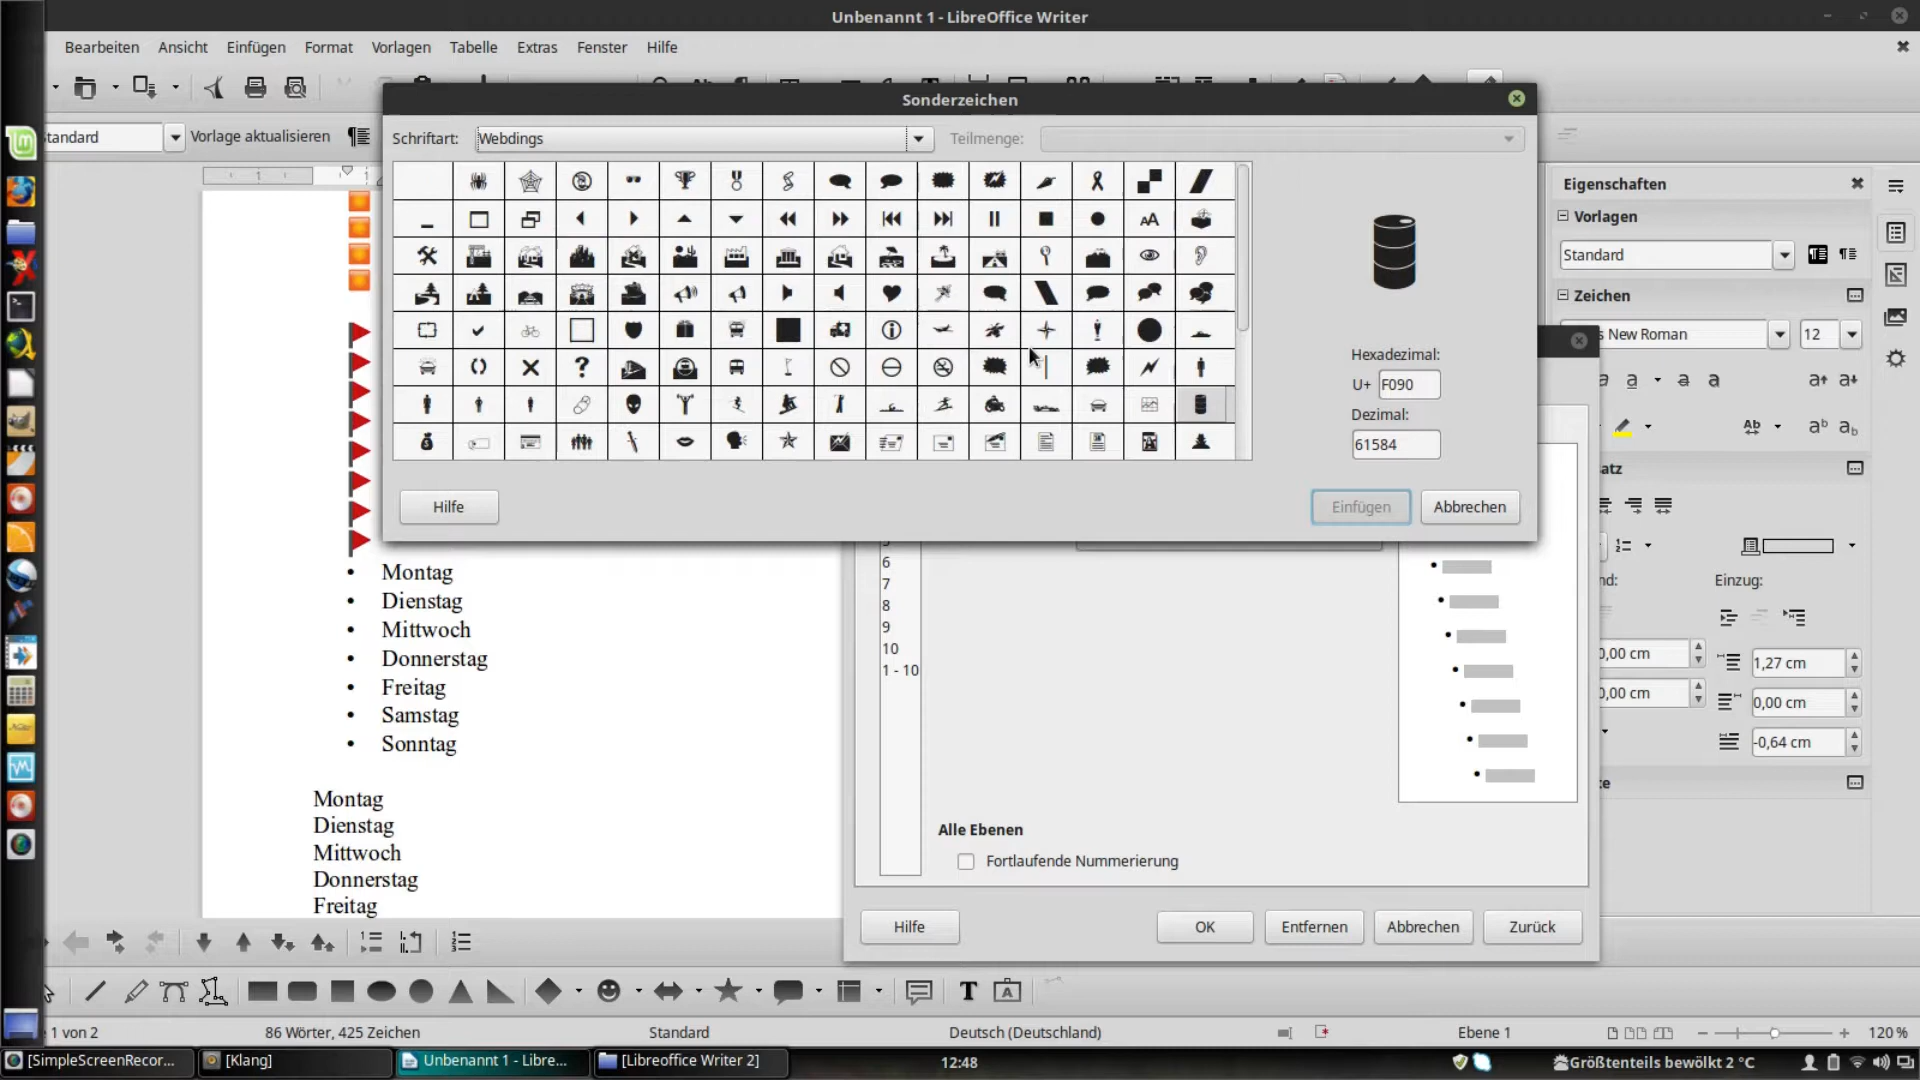 Unbenannt 1 - LibreOffice Writer
Bearbeiten Ansicht Einfügen Format Vorlagen Tabelle Extras Fenster Hilfe
Sonderzeichen
tandard Vorlage aktualisieren
Schriftart: Webdings Teilmenge:
1 1
Eigenschaften
Vorlagen
Standard
Zeichen
s New Roman 12
Hexadezimal:
U+ F090
Dezimal:
61584
Hilfe Einfügen Abbrechen
atz
nd: Einzug:
0,00 cm 1,27 cm
0,00 cm 0,00 cm
-0,64 cm
te
• Montag
• Dienstag
• Mittwoch
• Donnerstag
• Freitag
• Samstag
• Sonntag
Montag
Dienstag
Mittwoch
Donnerstag
Freitag
6
7
8
9
10
1 - 10
Alle Ebenen
Fortlaufende Nummerierung
Hilfe OK Entfernen Abbrechen Zurück
1 von 2 86 Wörter, 425 Zeichen Standard Deutsch (Deutschland) Ebene 1 120 %
[SimpleScreenRecor... [Klang] Unbenannt 1 - Libre... [Libreoffice Writer 2] 12:48 Größtenteils bewölkt 2 °C